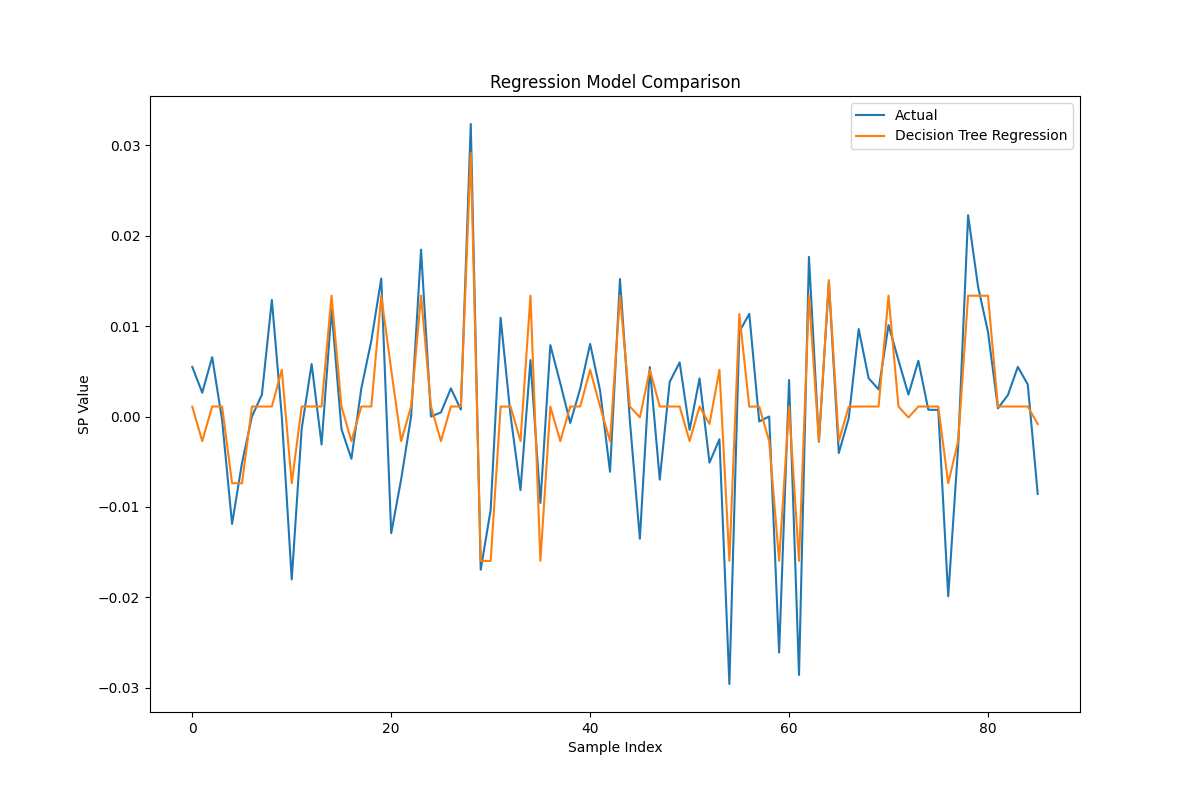 Regression Model Comparison
Actual
Decision Tree Regression
0.03
0.02
0.01
0.00
−0.01
−0.02
−0.03
SP Value
0 20 40 60 80
Sample Index